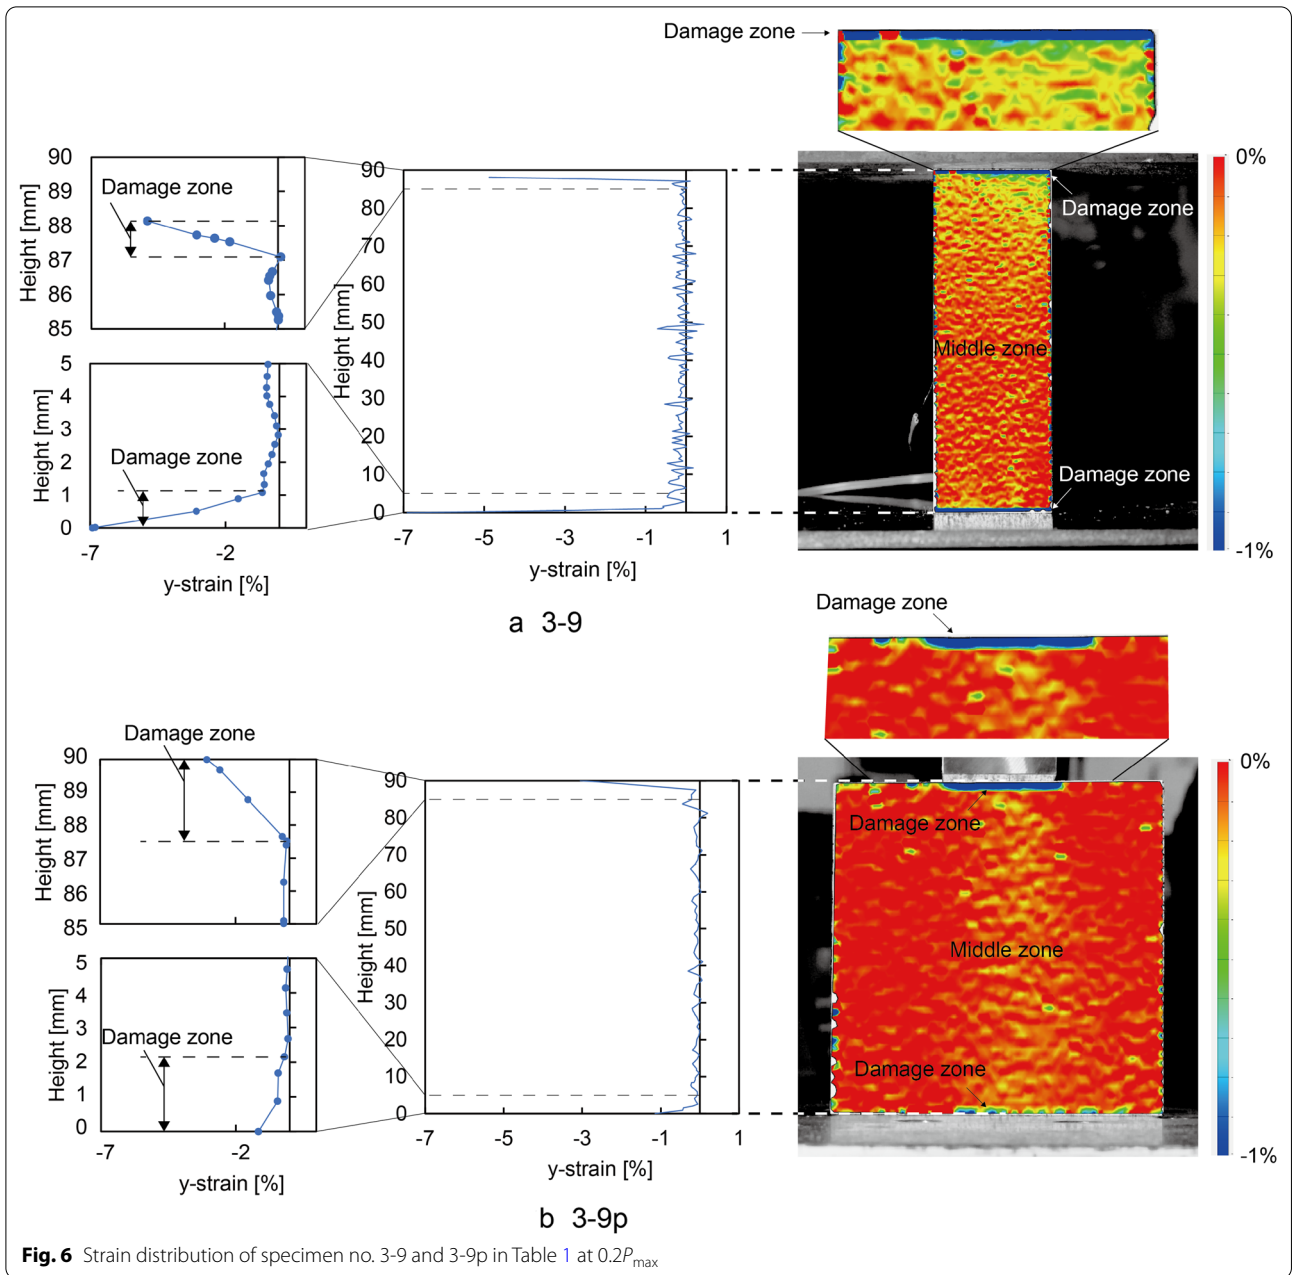 Damage zone
90
89
88
87
86
85
Height [mm]
Damage zone
5
4
3
2
1
0
Height [mm]
Damage zone
-7
-2
y-strain [%]
90
80
70
60
50
40
30
20
10
0
Height [mm]
-7
-5
-3
-1
1
y-strain [%]
Damage zone
Middle zone
Damage zone
0%
-1%
a 3-9
Damage zone
Damage zone
90
89
88
87
86
85
Height [mm]
5
4
3
2
1
0
Height [mm]
Damage zone
-7
-2
y-strain [%]
90
80
70
60
50
40
30
20
10
0
Height [mm]
-7
-5
-3
-1
1
y-strain [%]
Damage zone
Middle zone
Damage zone
0%
-1%
b 3-9p
Fig. 6 Strain distribution of specimen no. 3-9 and 3-9p in Table 1 at 0.2Pmax